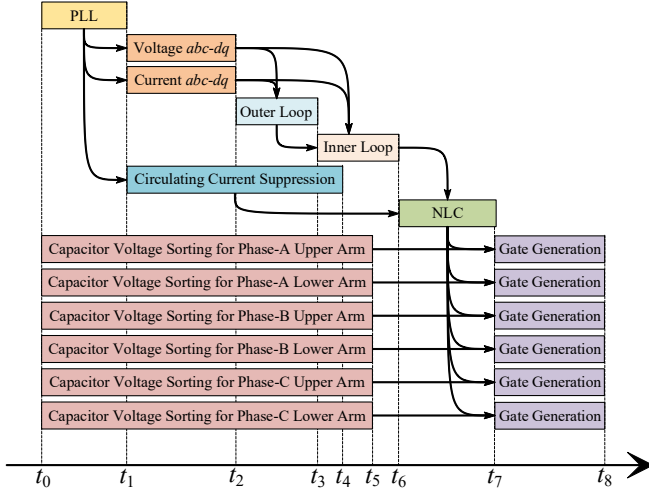 PLL
Voltage abc-dq
Current abc-dq
Outer Loop
Inner Loop
Circulating Current Suppression
NLC
Capacitor Voltage Sorting for Phase-A Upper Arm
Gate Generation
Capacitor Voltage Sorting for Phase-A Lower Arm
Gate Generation
Capacitor Voltage Sorting for Phase-B Upper Arm
Gate Generation
Capacitor Voltage Sorting for Phase-B Lower Arm
Gate Generation
Capacitor Voltage Sorting for Phase-C Upper Arm
Gate Generation
Capacitor Voltage Sorting for Phase-C Lower Arm
Gate Generation
t0 t1 t2 t3 t4 t5 t6 t7 t8